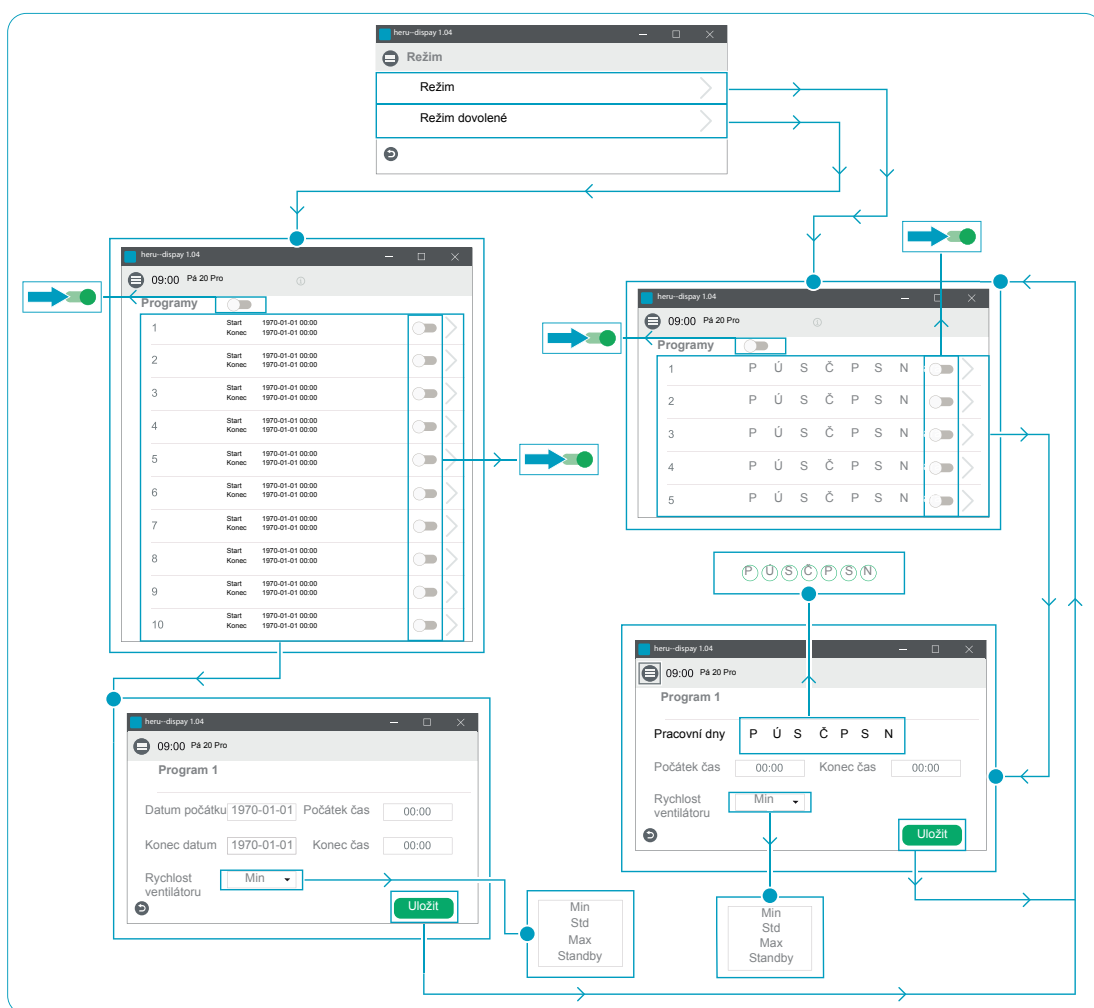 heru--dispay 1.04
Režim
Režim
Režim dovolené
heru--dispay 1.04
09:00 Pá 20 Pro
Programy
1 Start 1970-01-01 00:00
Konec 1970-01-01 00:00
2 Start 1970-01-01 00:00
Konec 1970-01-01 00:00
3 Start 1970-01-01 00:00
Konec 1970-01-01 00:00
4 Start 1970-01-01 00:00
Konec 1970-01-01 00:00
5 Start 1970-01-01 00:00
Konec 1970-01-01 00:00
6 Start 1970-01-01 00:00
Konec 1970-01-01 00:00
7 Start 1970-01-01 00:00
Konec 1970-01-01 00:00
8 Start 1970-01-01 00:00
Konec 1970-01-01 00:00
9 Start 1970-01-01 00:00
Konec 1970-01-01 00:00
10 Start 1970-01-01 00:00
Konec 1970-01-01 00:00
heru--dispay 1.04
09:00 Pá 20 Pro
Programy
1 P Ú S Č P S N
2 P Ú S Č P S N
3 P Ú S Č P S N
4 P Ú S Č P S N
5 P Ú S Č P S N
P Ú S Č P S N
heru--dispay 1.04
09:00 Pá 20 Pro
Program 1
Pracovní dny P Ú S Č P S N
Počátek čas 00:00 Konec čas 00:00
Rychlost
ventilátoru
Min
Uložit
Min
Std
Max
Standby
heru--dispay 1.04
09:00 Pá 20 Pro
Program 1
Datum počátku 1970-01-01 Počátek čas 00:00
Konec datum 1970-01-01 Konec čas 00:00
Rychlost
ventilátoru
Min
Uložit
Min
Std
Max
Standby